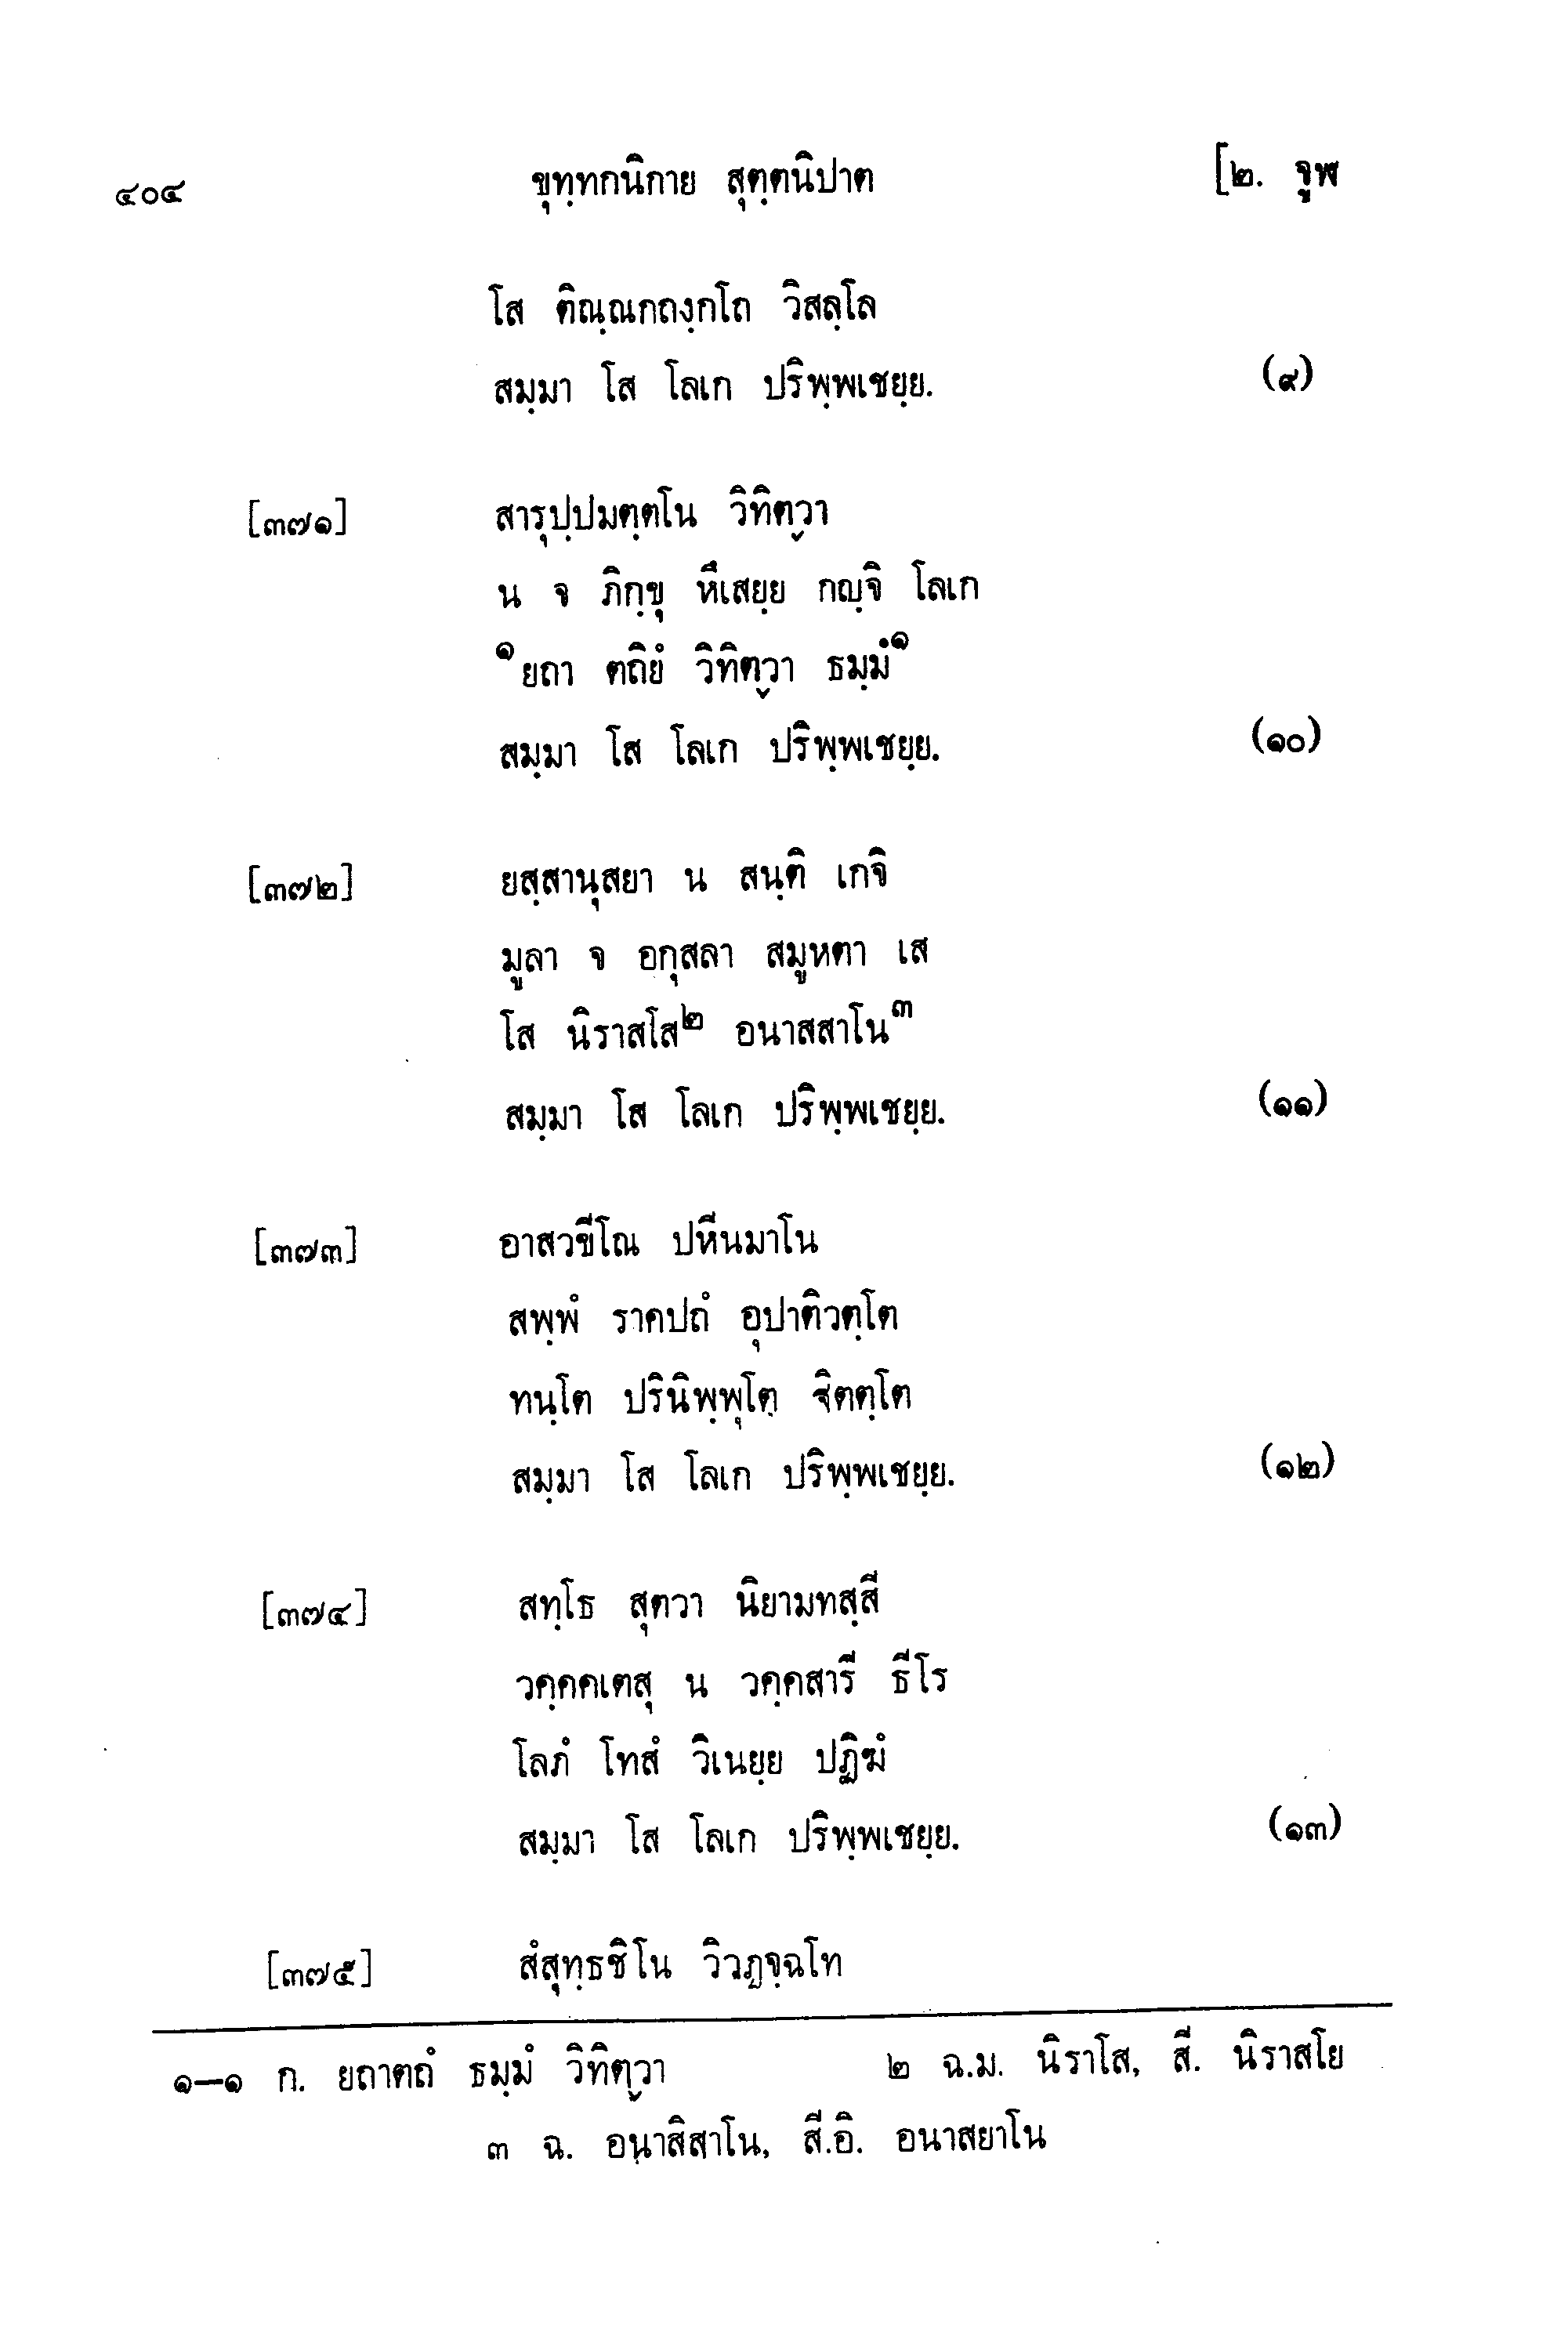 ๔๐๔ ขุทฺทกนิกาย สุตฺตนิปาต [๒. จูฬ
โส ติณฺณกถงฺกโถ วิสลฺโล
สมฺมา โส โลเก ปริพฺพเชยฺย. (๙)
[๓๗๑] สารุปฺปมตฺตโน วิทิตฺวา
น จ ภิกฺขุ หึเสยฺย กญฺจิ โลเก
๑ยถา ตถิยํ วิทิตฺวา ธมฺมํ๑
สมฺมา โส โลเก ปริพฺพเชยฺย. (๑๐)
[๓๗๒] ยสฺสานุสยา น สนฺติ เกจิ
มูลา จ อกุสลา สมูหตา เส
โส นิราสโส๒ อนาสสาโน๓
สมฺมา โส โลเก ปริพฺพเชยฺย. (๑๑)
[๓๗๓] อาสวขีโณ ปหีนมาโน
สพฺพํ ราคปถํ อุปาติวตฺโต
ทนฺโต ปรินิพฺพุโต ฐิตตฺโต
สมฺมา โส โลเก ปริพฺพเชยฺย. (๑๒)
[๓๗๔] สทฺโธ สุตวา นิยามทสฺสี
วคฺคคเตสุ น วคฺคสารี ธีโร
โลภํ โทสํ วิเนยฺย ปฏิฆํ
สมฺมา โส โลเก ปริพฺพเชยฺย. (๑๓)
[๓๗๕] สํสุทฺธชิโน วิวฏจฺฉโท
๑–๑ ก. ยถาตถํ ธมฺมํ วิทิตฺวา ๒ ฉ.ม. นิราโส, สี. นิราสโย
๓ ฉ. อนาสิสาโน, สี.อิ. อนาสยาโน